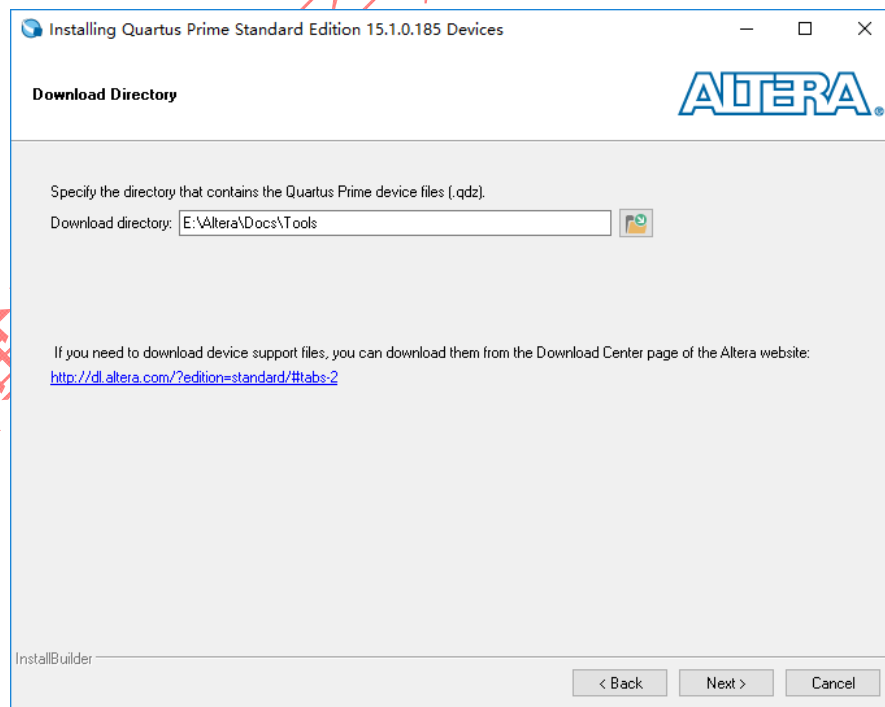 Installing Quartus Prime Standard Edition 15.1.0.185 Devices
Download Directory
ALTERA®
Specify the directory that contains the Quartus Prime device files (.qdz).
Download directory: E:\Altera\Docs\Tools
If you need to download device support files, you can download them from the Download Center page of the Altera website:
http://dl.altera.com/?edition=standard/#tabs-2
InstallBuilder
< Back Next > Cancel